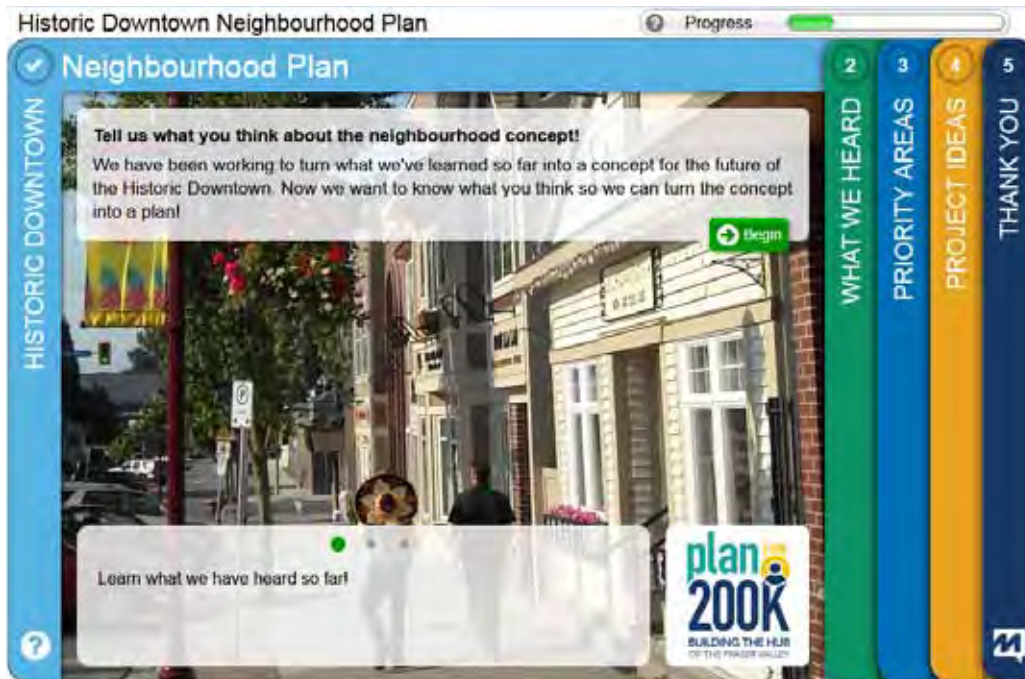 Historic Downtown Neighbourhood Plan
? Progress
Neighbourhood Plan
HISTORIC DOWNTOWN
Tell us what you think about the neighbourhood concept!
We have been working to turn what we've learned so far into a concept for the future of
the Historic Downtown. Now we want to know what you think so we can turn the concept
into a plan!
Begin
Learn what we have heard so far!
plan
200K
BUILDING THE HUB
OF THE FRASER VALLEY
?
2
WHAT WE HEARD
3
PRIORITY AREAS
4
PROJECT IDEAS
5
THANK YOU